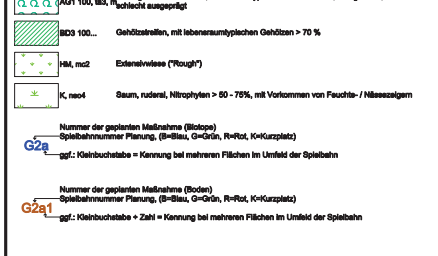 AG1 100, ta3, m
schlecht ausgeprägt
BD3 100... Gehölzstreifen, mit lebensraumtypischen Gehölzen > 70 %
HM, mc2 Extensivwiese ("Rough")
K, neo4 Saum, ruderal, Nitrophyten > 50 - 75%, mit Vorkommen von Feuchte- / Nässezeigern
Nummer der geplanten Maßnahme (Biotope)
Spielbahnnummer Planung, (B=Blau, G=Grün, R=Rot, K=Kurzplatz)
G2a
ggf.: Kleinbuchstabe = Kennung bei mehreren Flächen im Umfeld der Spielbahn
Nummer der geplanten Maßnahme (Boden)
Spielbahnnummer Planung, (B=Blau, G=Grün, R=Rot, K=Kurzplatz)
G2a1
ggf.: Kleinbuchstabe + Zahl = Kennung bei mehreren Flächen im Umfeld der Spielbahn